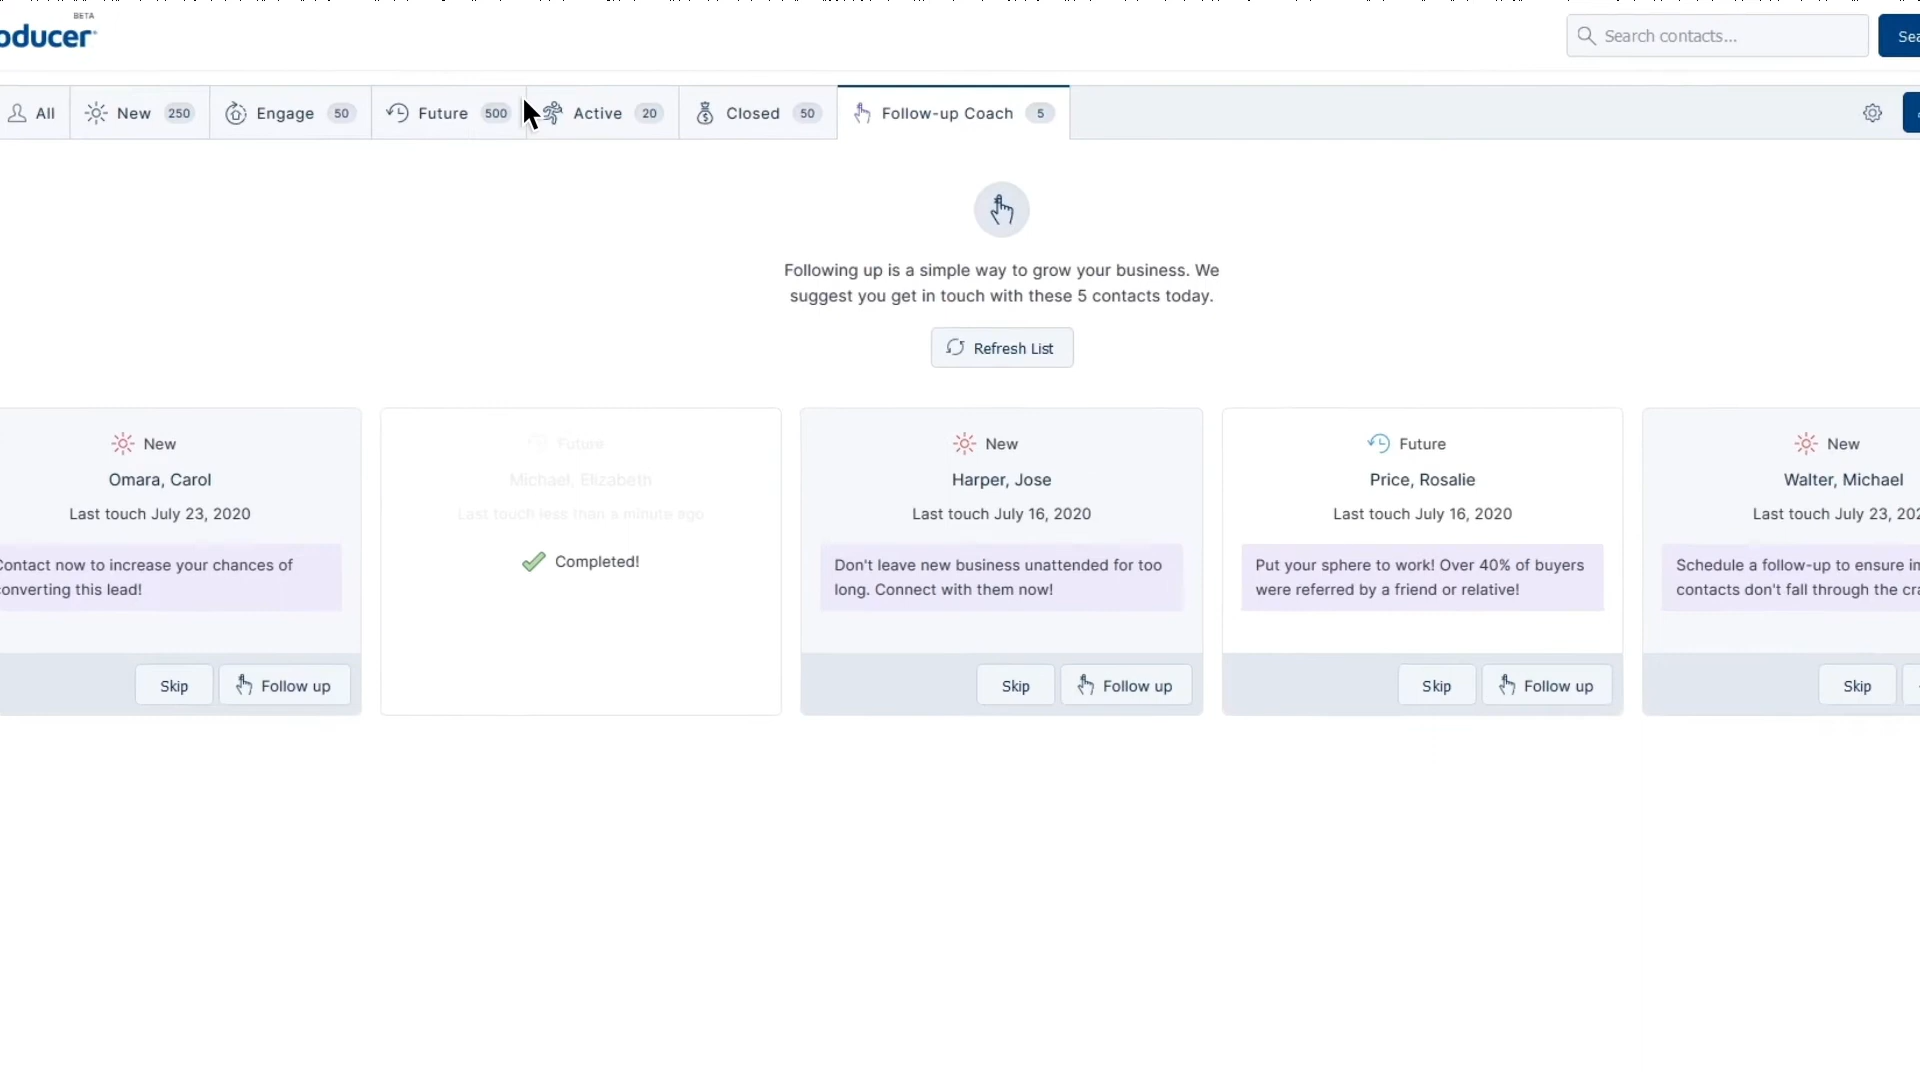 BETA
oducer
Search contacts...
Sea
All
New 250
Engage 50
Future 500
Active 20
Closed 50
Follow-up Coach 5
Following up is a simple way to grow your business. We
suggest you get in touch with these 5 contacts today.
Refresh List
New
Omara, Carol
Last touch July 23, 2020
Contact now to increase your chances of
onverting this lead!
Skip
Follow up
Future
Michael, Elizabeth
Last touch less than a minute ago
Completed!
New
Harper, Jose
Last touch July 16, 2020
Don't leave new business unattended for too
long. Connect with them now!
Skip
Follow up
Future
Price, Rosalie
Last touch July 16, 2020
Put your sphere to work! Over 40% of buyers
were referred by a friend or relative!
Skip
Follow up
New
Walter, Michael
Last touch July 23, 202
Schedule a follow-up to ensure in
contacts don't fall through the cra
Skip